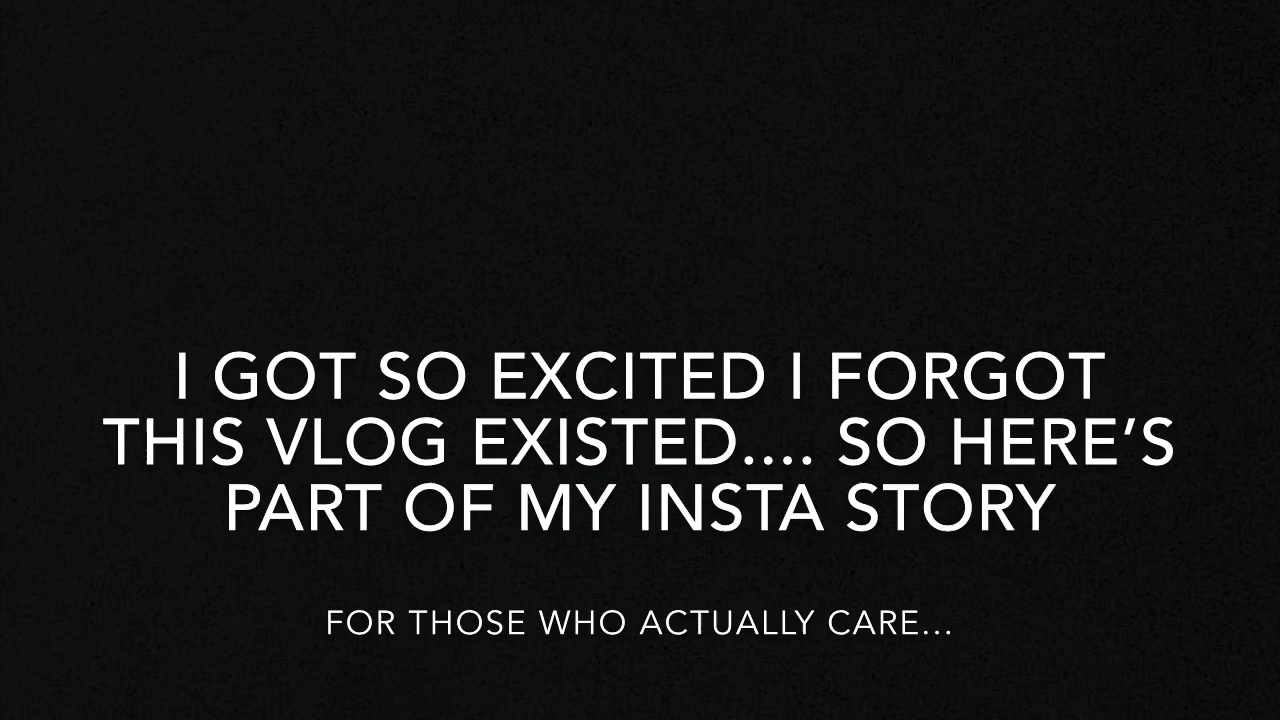 I GOT SO EXCITED I FORGOT
THIS VLOG EXISTED.... SO HERE’S
PART OF MY INSTA STORY
FOR THOSE WHO ACTUALLY CARE...